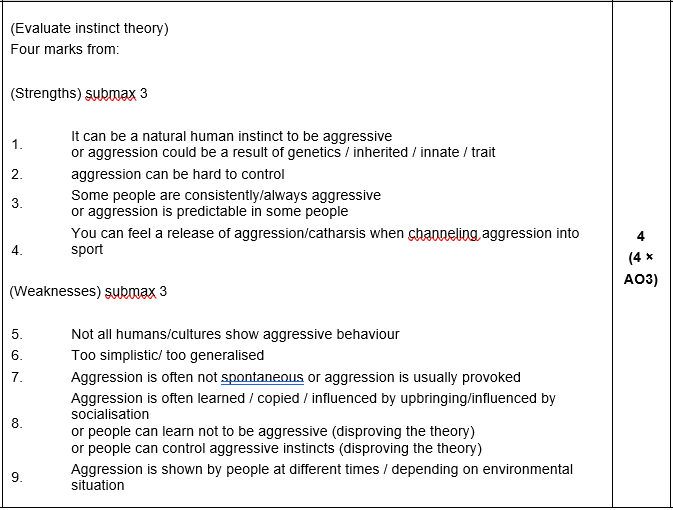 (Evaluate instinct theory)
Four marks from:
(Strengths) submax 3
1.
It can be a natural human instinct to be aggressive
or aggression could be a result of genetics / inherited / innate / trait
2.
aggression can be hard to control
3.
Some people are consistently/always aggressive
or aggression is predictable in some people
4.
You can feel a release of aggression/catharsis when channeling aggression into
sport
(Weaknesses) submax 3
5.
Not all humans/cultures show aggressive behaviour
6.
Too simplistic/ too generalised
7.
Aggression is often not spontaneous or aggression is usually provoked
8.
Aggression is often learned / copied / influenced by upbringing/influenced by
socialisation
or people can learn not to be aggressive (disproving the theory)
or people can control aggressive instincts (disproving the theory)
9.
Aggression is shown by people at different times / depending on environmental
situation
4
(4 ×
AO3)